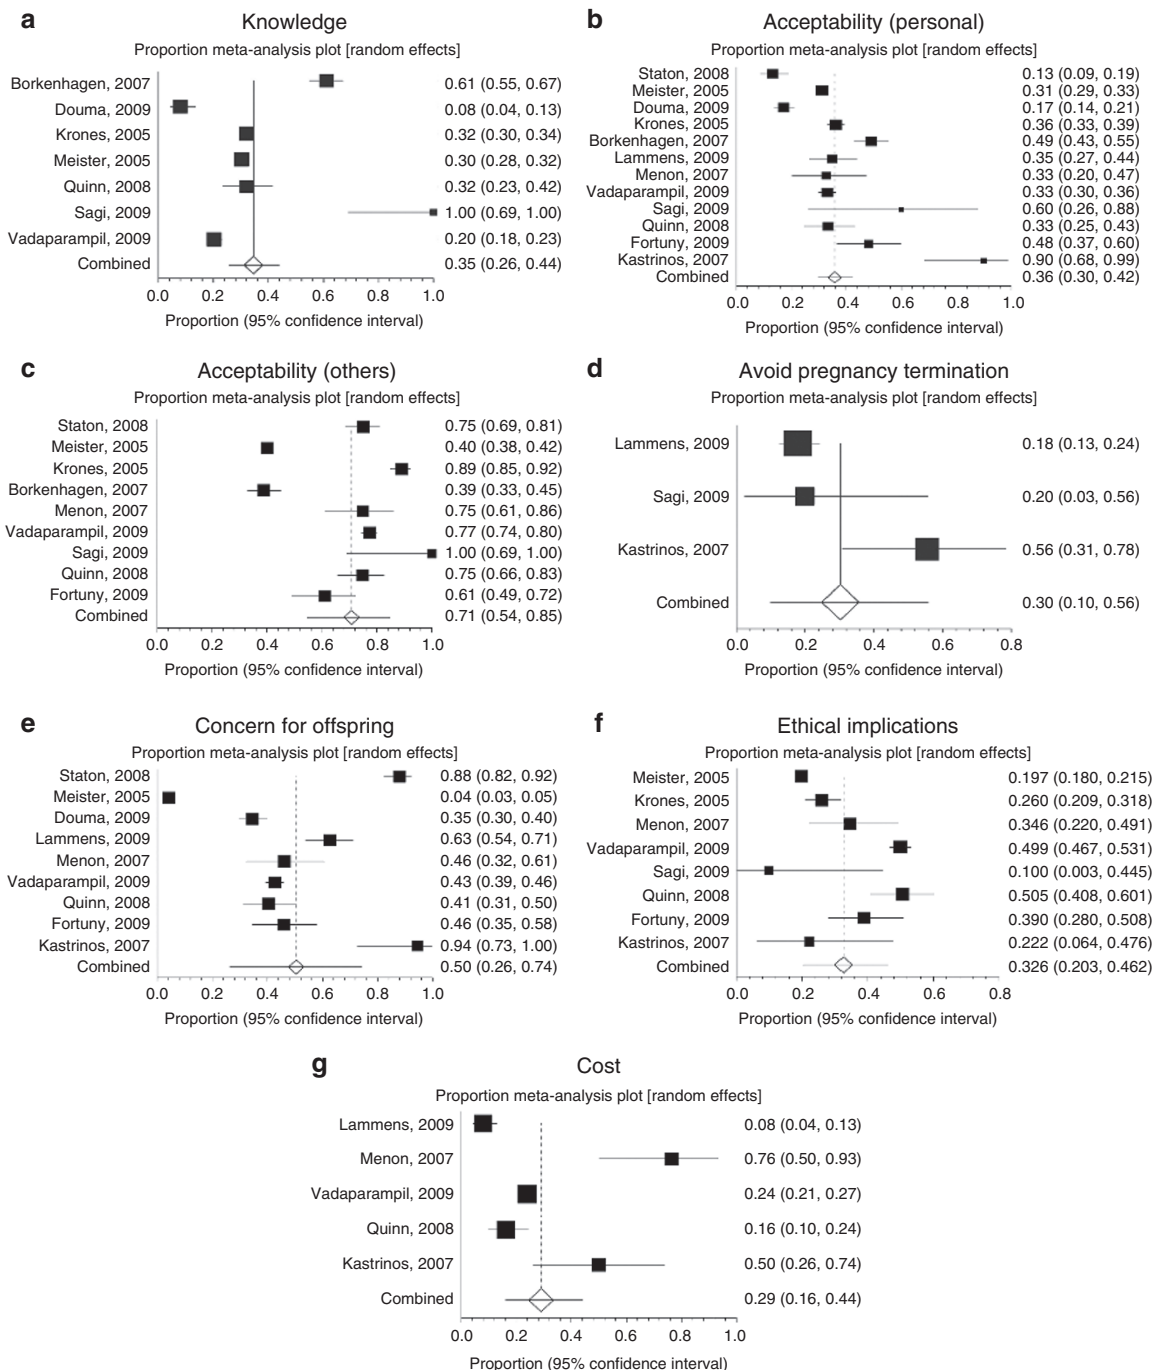 a Knowledge
Proportion meta-analysis plot [random effects]
Borkenhagen, 2007 0.61 (0.55, 0.67)
Douma, 2009 0.08 (0.04, 0.13)
Krones, 2005 0.32 (0.30, 0.34)
Meister, 2005 0.30 (0.28, 0.32)
Quinn, 2008 0.32 (0.23, 0.42)
Sagi, 2009 1.00 (0.69, 1.00)
Vadaparampil, 2009 0.20 (0.18, 0.23)
Combined 0.35 (0.26, 0.44)
0.0 0.2 0.4 0.6 0.8 1.0
Proportion (95% confidence interval)
b Acceptability (personal)
Proportion meta-analysis plot [random effects]
Staton, 2008 0.13 (0.09, 0.19)
Meister, 2005 0.31 (0.29, 0.33)
Douma, 2009 0.17 (0.14, 0.21)
Krones, 2005 0.36 (0.33, 0.39)
Borkenhagen, 2007 0.49 (0.43, 0.55)
Lammens, 2009 0.35 (0.27, 0.44)
Menon, 2007 0.33 (0.20, 0.47)
Vadaparampil, 2009 0.33 (0.30, 0.36)
Sagi, 2009 0.60 (0.26, 0.88)
Quinn, 2008 0.33 (0.25, 0.43)
Fortuny, 2009 0.48 (0.37, 0.60)
Kastrinos, 2007 0.90 (0.68, 0.99)
Combined 0.36 (0.30, 0.42)
0.0 0.2 0.4 0.6 0.8 1.0
Proportion (95% confidence interval)
c Acceptability (others)
Proportion meta-analysis plot [random effects]
Staton, 2008 0.75 (0.69, 0.81)
Meister, 2005 0.40 (0.38, 0.42)
Krones, 2005 0.89 (0.85, 0.92)
Borkenhagen, 2007 0.39 (0.33, 0.45)
Menon, 2007 0.75 (0.61, 0.86)
Vadaparampil, 2009 0.77 (0.74, 0.80)
Sagi, 2009 1.00 (0.69, 1.00)
Quinn, 2008 0.75 (0.66, 0.83)
Fortuny, 2009 0.61 (0.49, 0.72)
Combined 0.71 (0.54, 0.85)
0.0 0.2 0.4 0.6 0.8 1.0
Proportion (95% confidence interval)
d Avoid pregnancy termination
Proportion meta-analysis plot [random effects]
Lammens, 2009 0.18 (0.13, 0.24)
Sagi, 2009 0.20 (0.03, 0.56)
Kastrinos, 2007 0.56 (0.31, 0.78)
Combined 0.30 (0.10, 0.56)
0.0 0.2 0.4 0.6 0.8
Proportion (95% confidence interval)
e Concern for offspring
Proportion meta-analysis plot [random effects]
Staton, 2008 0.88 (0.82, 0.92)
Meister, 2005 0.04 (0.03, 0.05)
Douma, 2009 0.35 (0.30, 0.40)
Lammens, 2009 0.63 (0.54, 0.71)
Menon, 2007 0.46 (0.32, 0.61)
Vadaparampil, 2009 0.43 (0.39, 0.46)
Quinn, 2008 0.41 (0.31, 0.50)
Fortuny, 2009 0.46 (0.35, 0.58)
Kastrinos, 2007 0.94 (0.73, 1.00)
Combined 0.50 (0.26, 0.74)
0.0 0.2 0.4 0.6 0.8 1.0
Proportion (95% confidence interval)
f Ethical implications
Proportion meta-analysis plot [random effects]
Meister, 2005 0.197 (0.180, 0.215)
Krones, 2005 0.260 (0.209, 0.318)
Menon, 2007 0.346 (0.220, 0.491)
Vadaparampil, 2009 0.499 (0.467, 0.531)
Sagi, 2009 0.100 (0.003, 0.445)
Quinn, 2008 0.505 (0.408, 0.601)
Fortuny, 2009 0.390 (0.280, 0.508)
Kastrinos, 2007 0.222 (0.064, 0.476)
Combined 0.326 (0.203, 0.462)
0.0 0.2 0.4 0.6 0.8
Proportion (95% confidence interval)
g Cost
Proportion meta-analysis plot [random effects]
Lammens, 2009 0.08 (0.04, 0.13)
Menon, 2007 0.76 (0.50, 0.93)
Vadaparampil, 2009 0.24 (0.21, 0.27)
Quinn, 2008 0.16 (0.10, 0.24)
Kastrinos, 2007 0.50 (0.26, 0.74)
Combined 0.29 (0.16, 0.44)
0.0 0.2 0.4 0.6 0.8 1.0
Proportion (95% confidence interval)